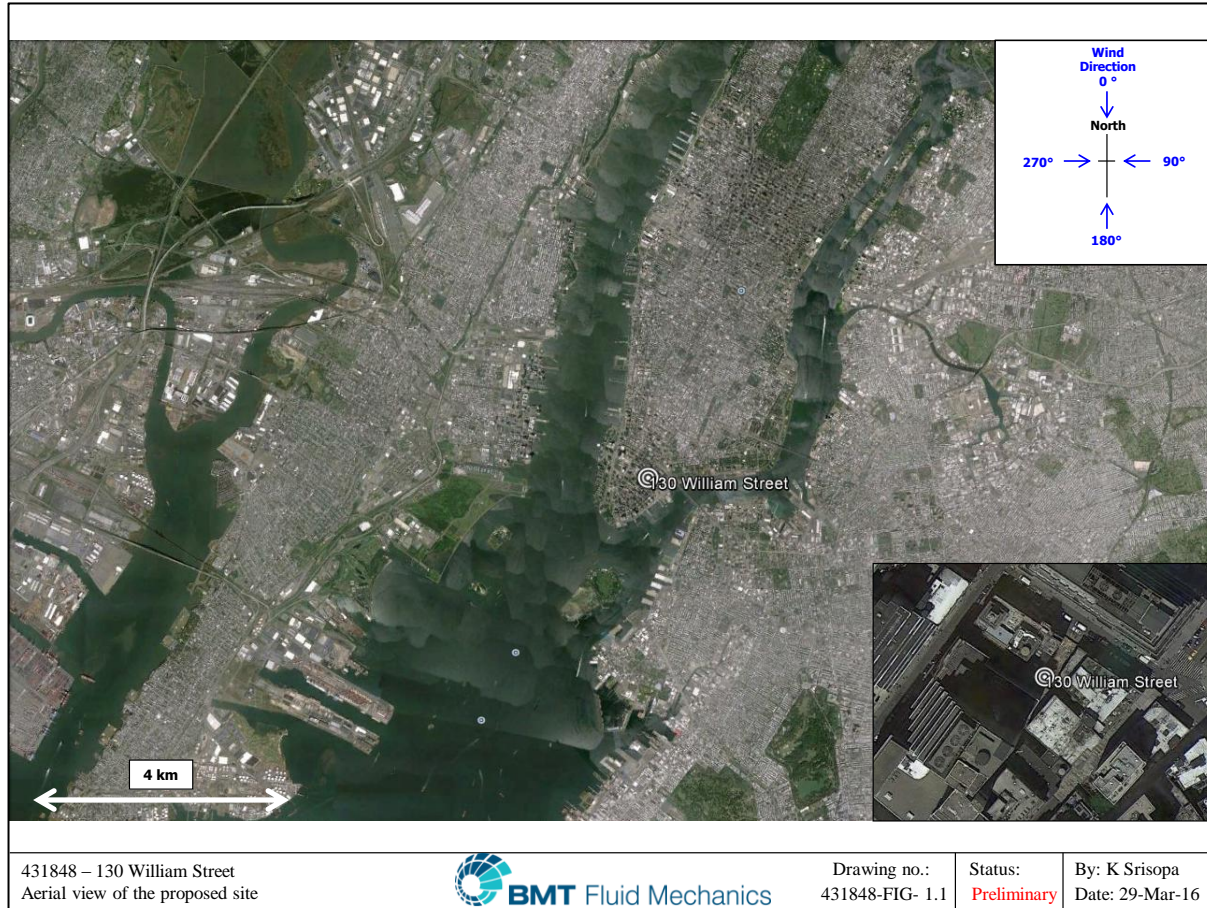 Wind
Direction
0 °
North
270°
90°
180°
130 William Street
130 William Street
4 km
431848 – 130 William Street
Aerial view of the proposed site
BMT Fluid Mechanics
Drawing no.:
431848-FIG- 1.1
Status:
Preliminary
By: K Srisopa
Date: 29-Mar-16